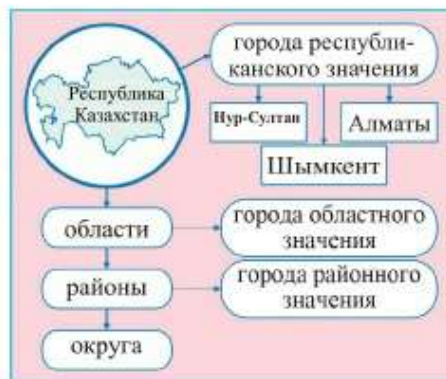 города республи-
канского значения
Республика
Казахстан
Нур-Султан
Алматы
Шымкент
области
города областного
значения
районы
города районного
значения
округа